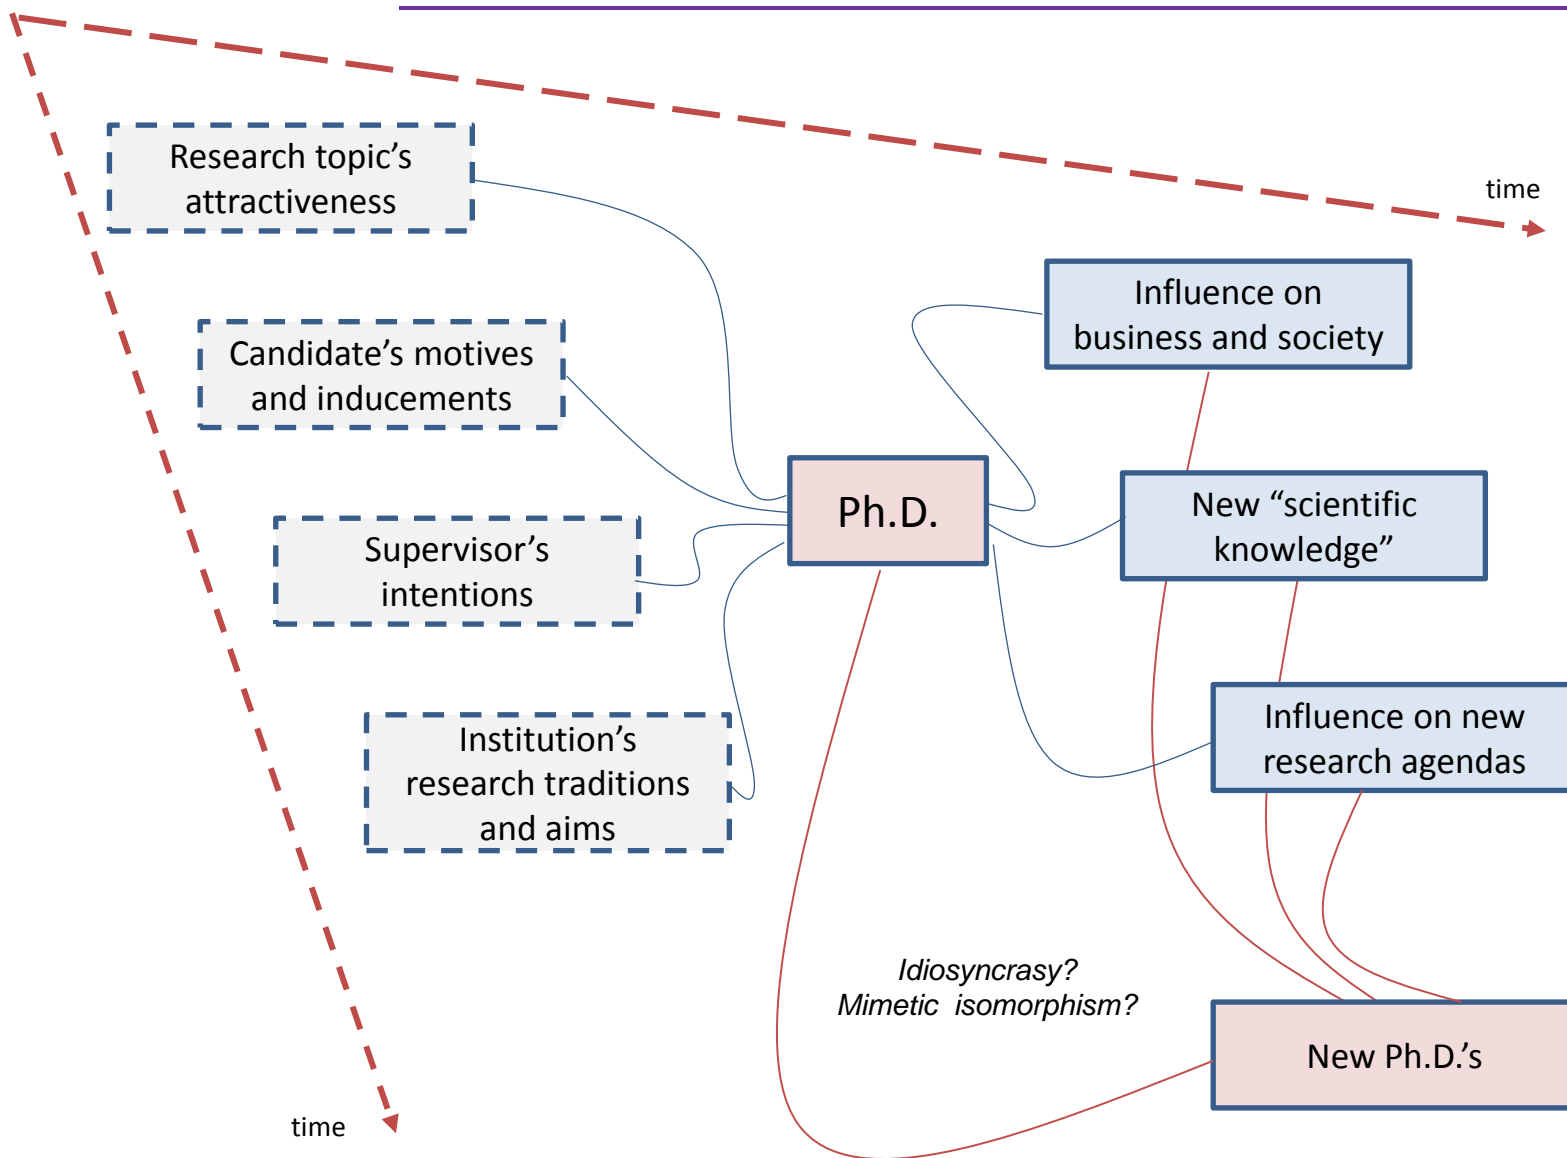 time
Research topic’s
attractiveness
Influence on
business and society
Candidate’s motives
and inducements
Ph.D.
New “scientific
knowledge”
Supervisor’s
intentions
Influence on new
research agendas
Institution’s
research traditions
and aims
Idiosyncrasy?
Mimetic isomorphism?
New Ph.D.’s
time